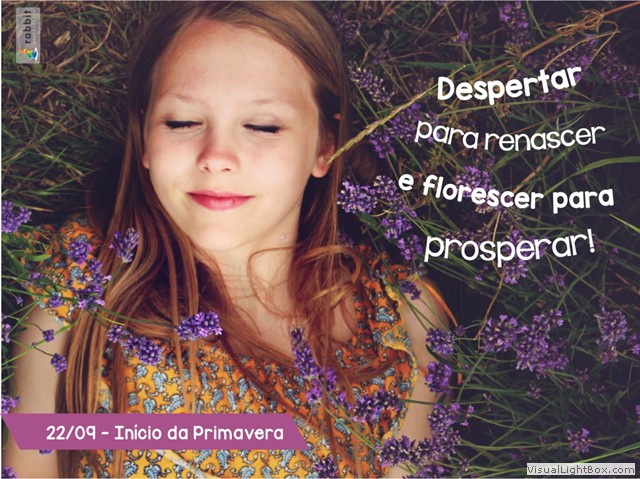 rabbit
Despertar
para renascer
e florescer para
prosperar!
22/09 - Início da Primavera
VisualLightBox.com